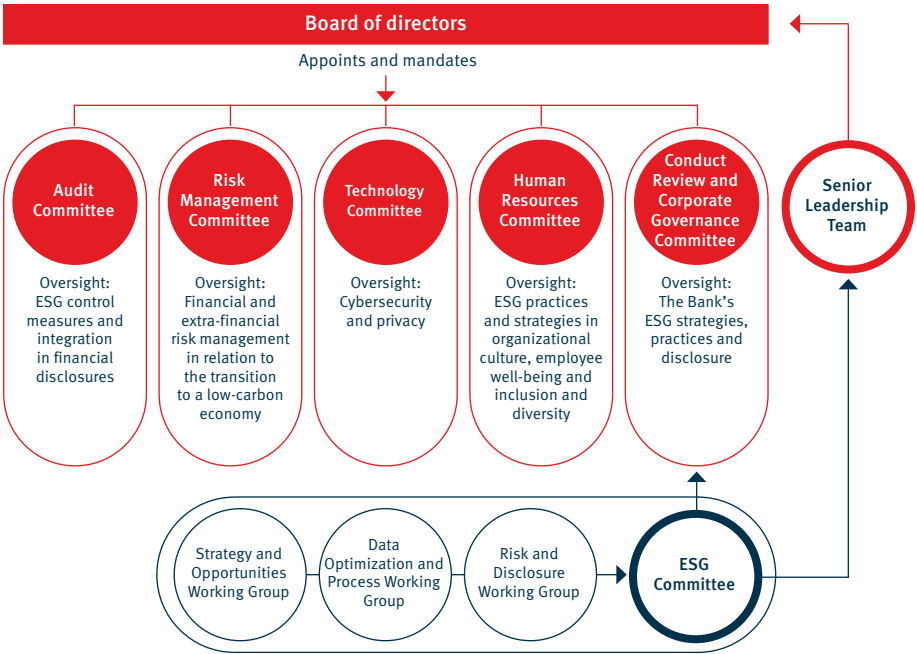 Board of directors
Appoints and mandates
Audit
Committee
Oversight:
ESG control
measures and
integration
in financial
disclosures
Risk
Management
Committee
Oversight:
Financial and
extra-financial
risk management
in relation to
the transition
to a low-carbon
economy
Technology
Committee
Oversight:
Cybersecurity
and privacy
Human
Resources
Committee
Oversight:
ESG practices
and strategies in
organizational
culture, employee
well-being and
inclusion and
diversity
Conduct
Review and
Corporate
Governance
Committee
Oversight:
The Bank’s
ESG strategies,
practices and
disclosure
Senior
Leadership
Team
Strategy and
Opportunities
Working Group
Data
Optimization and
Process Working
Group
Risk and
Disclosure
Working Group
ESG
Committee